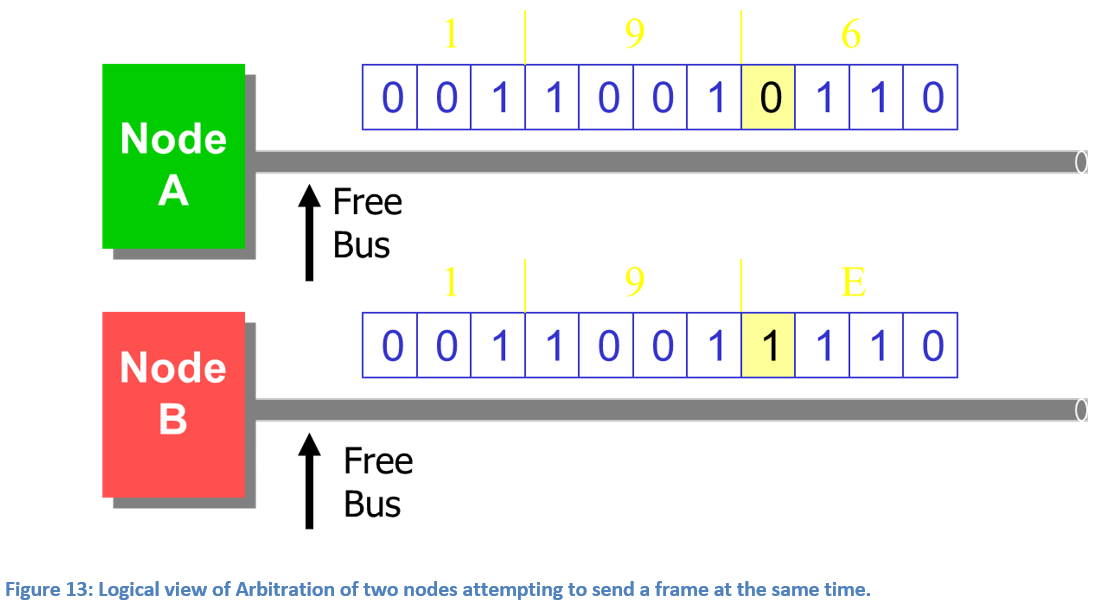 1 9 6
0 0 1 1 0 0 1 0 1 1 0
Node
A
Free
Bus
1 9 E
0 0 1 1 0 0 1 1 1 1 0
Node
B
Free
Bus
Figure 13: Logical view of Arbitration of two nodes attempting to send a frame at the same time.